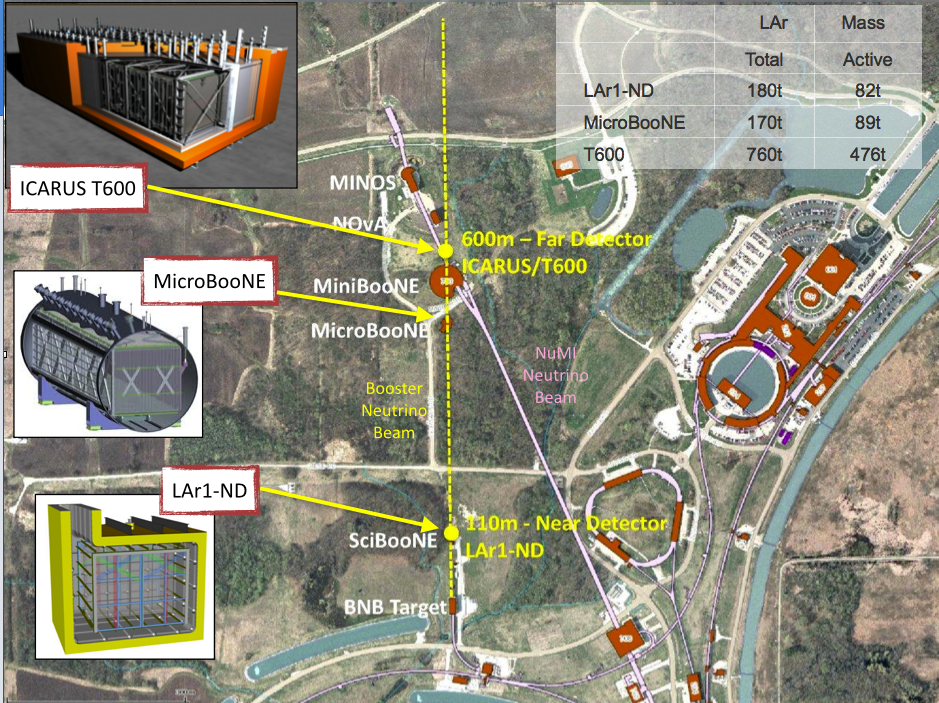 LAr Mass
Total Active
LAr1-ND 180t 82t
MicroBooNE 170t 89t
T600 760t 476t
ICARUS T600
MINOS
NOvA
600m – Far Detector
ICARUS/T600
MicroBooNE
MiniBooNE
MicroBooNE
NuMI
Neutrino
Beam
Booster
Neutrino
Beam
LAr1-ND
110m - Near Detector
LAr1-ND
SciBooNE
BNB Target